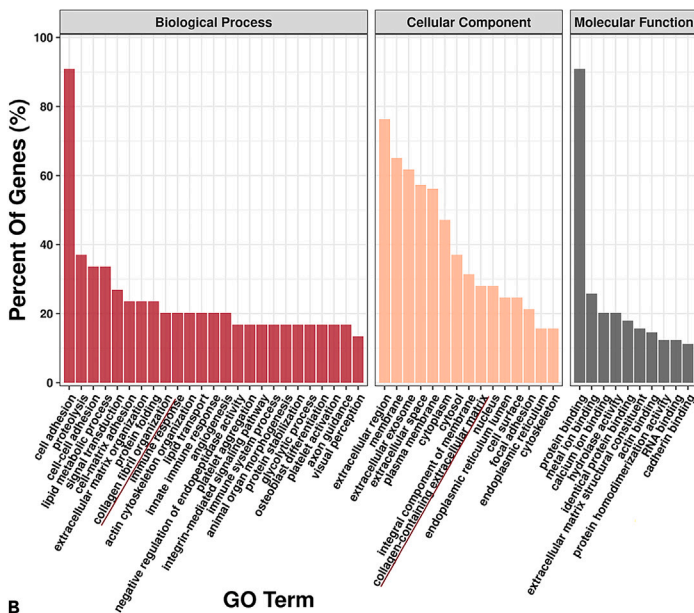 Biological Process
Cellular Component
Molecular Function
Percent Of Genes (%)
100
80
60
40
20
0
cell adhesion
proteolysis
cell-cell adhesion
lipid metabolic process
signal transduction
cell-matrix adhesion
extracellular matrix organization
protein folding
collagen fibril organization
immune response
actin cytoskeleton organization
lipid transport
innate immune response
angiogenesis
negative regulation of endopeptidase activity
platelet aggregation
integrin-mediated signaling pathway
immune system process
animal organ morphogenesis
protein stabilization
glycolytic process
osteoblast differentiation
platelet activation
axon guidance
visual perception
extracellular region
membrane
extracellular exosome
extracellular space
plasma membrane
cytoplasm
cytosol
integral component of membrane
collagen-containing extracellular matrix
nucleus
endoplasmic reticulum lumen
cell surface
focal adhesion
endoplasmic reticulum
cytoskeleton
protein binding
metal ion binding
calcium ion binding
hydrolase activity
identical protein binding
extracellular matrix structural constituent
actin binding
protein homodimerization activity
RNA binding
cadherin binding
B
GO Term